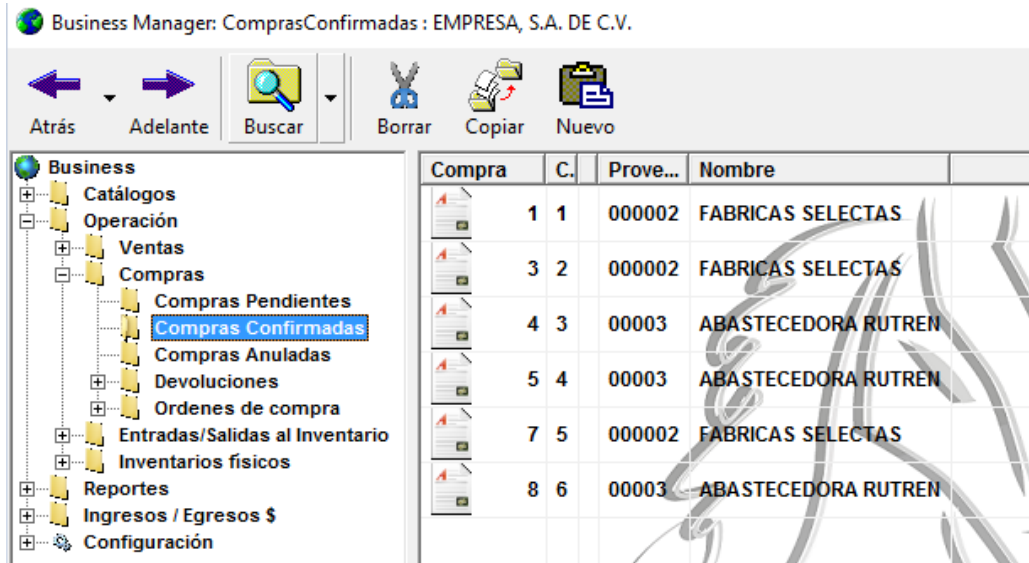 Business Manager: ComprasConfirmadas : EMPRESA, S.A. DE C.V.
Atrás Adelante Buscar Borrar Copiar Nuevo
Business
Catálogos
Operación
Ventas
Compras
Compras Pendientes
Compras Confirmadas
Compras Anuladas
Devoluciones
Ordenes de compra
Entradas/Salidas al Inventario
Inventarios físicos
Reportes
Ingresos / Egresos $
Configuración
Compra C. Prove... Nombre
1 1 000002 FABRICAS SELECTAS
3 2 000002 FABRICAS SELECTAS
4 3 00003 ABASTECEDORA RUTREN
5 4 00003 ABASTECEDORA RUTREN
7 5 000002 FABRICAS SELECTAS
8 6 00003 ABASTECEDORA RUTREN